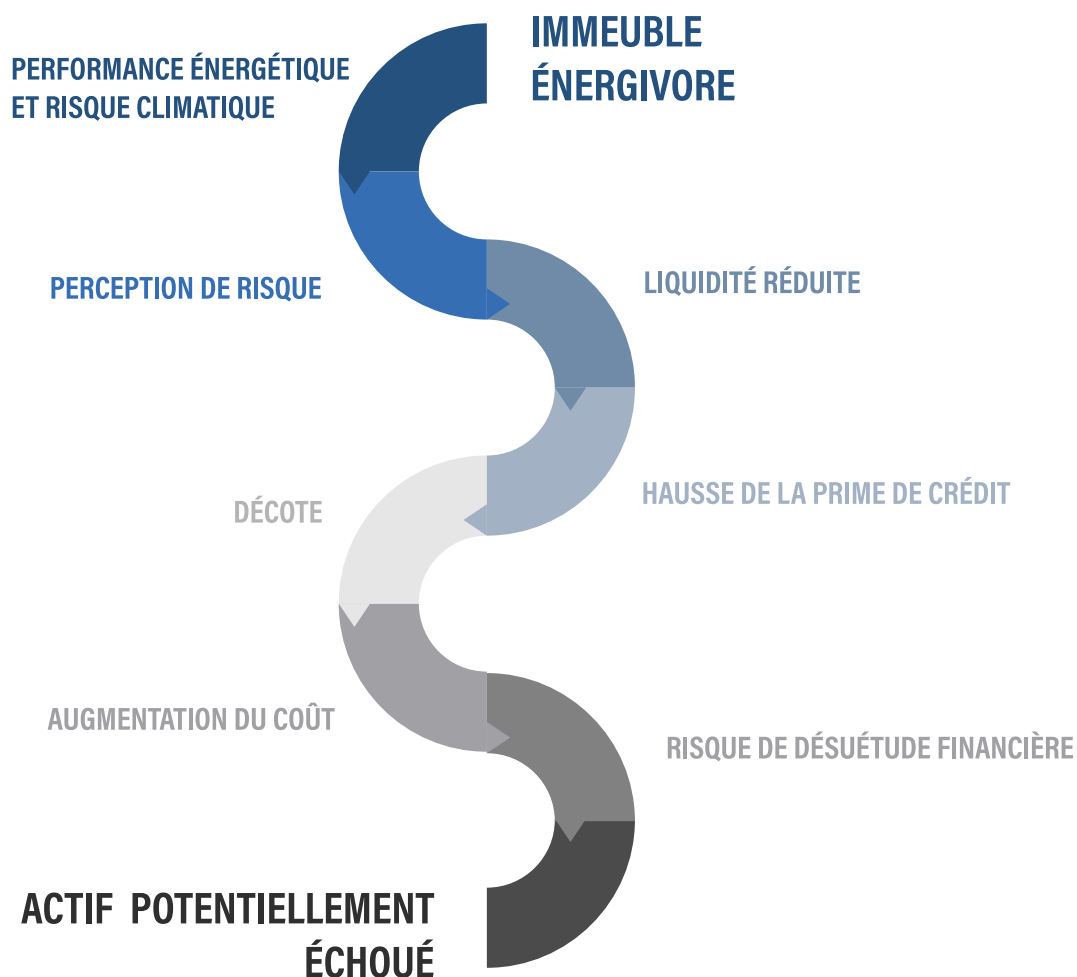 IMMEUBLE
ÉNERGIVORE
PERFORMANCE ÉNERGÉTIQUE
ET RISQUE CLIMATIQUE
PERCEPTION DE RISQUE
LIQUIDITÉ RÉDUITE
HAUSSE DE LA PRIME DE CRÉDIT
DÉCOTE
AUGMENTATION DU COÛT
RISQUE DE DÉSUÉTUDE FINANCIÈRE
ACTIF POTENTIELLEMENT
ÉCHOUÉ